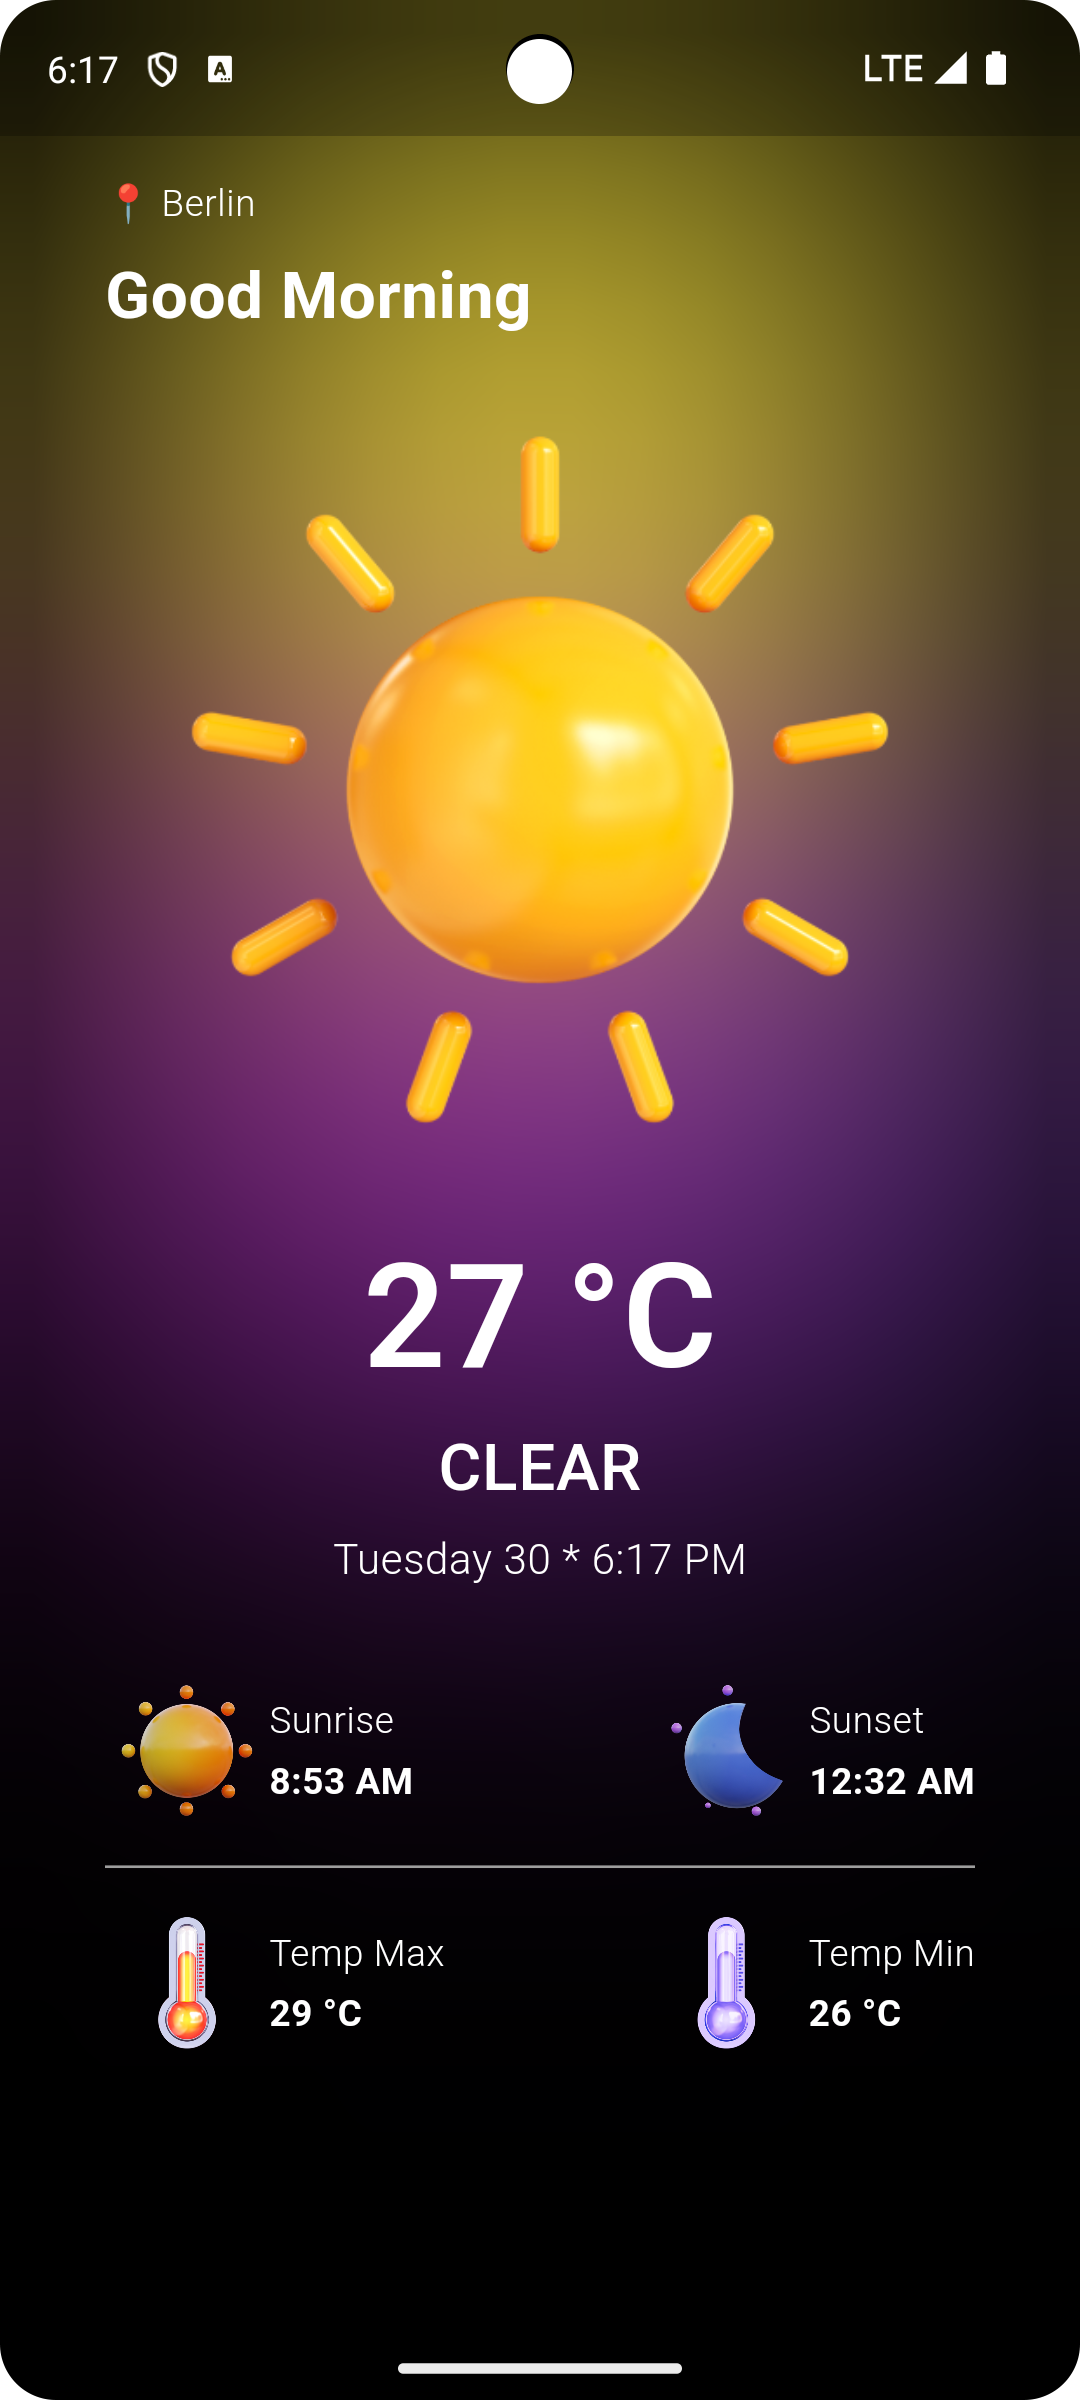 6:17 LTE
📍 Berlin
Good Morning
27 °C
CLEAR
Tuesday 30 * 6:17 PM
Sunrise
8:53 AM
Sunset
12:32 AM
Temp Max
29 °C
Temp Min
26 °C